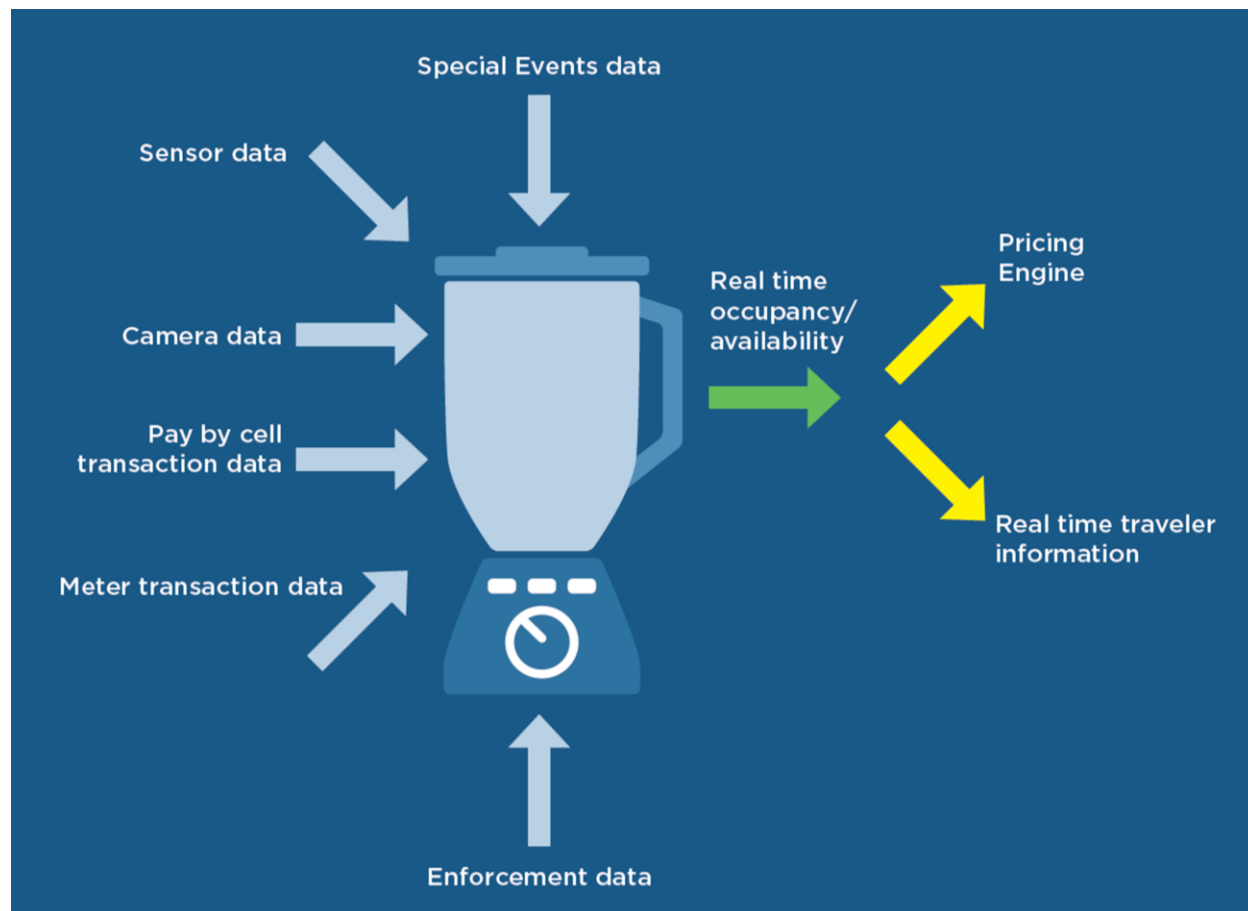 Special Events data
Sensor data
Camera data
Pay by cell
transaction data
Meter transaction data
Enforcement data
Real time
occupancy/
availability
Pricing
Engine
Real time traveler
information